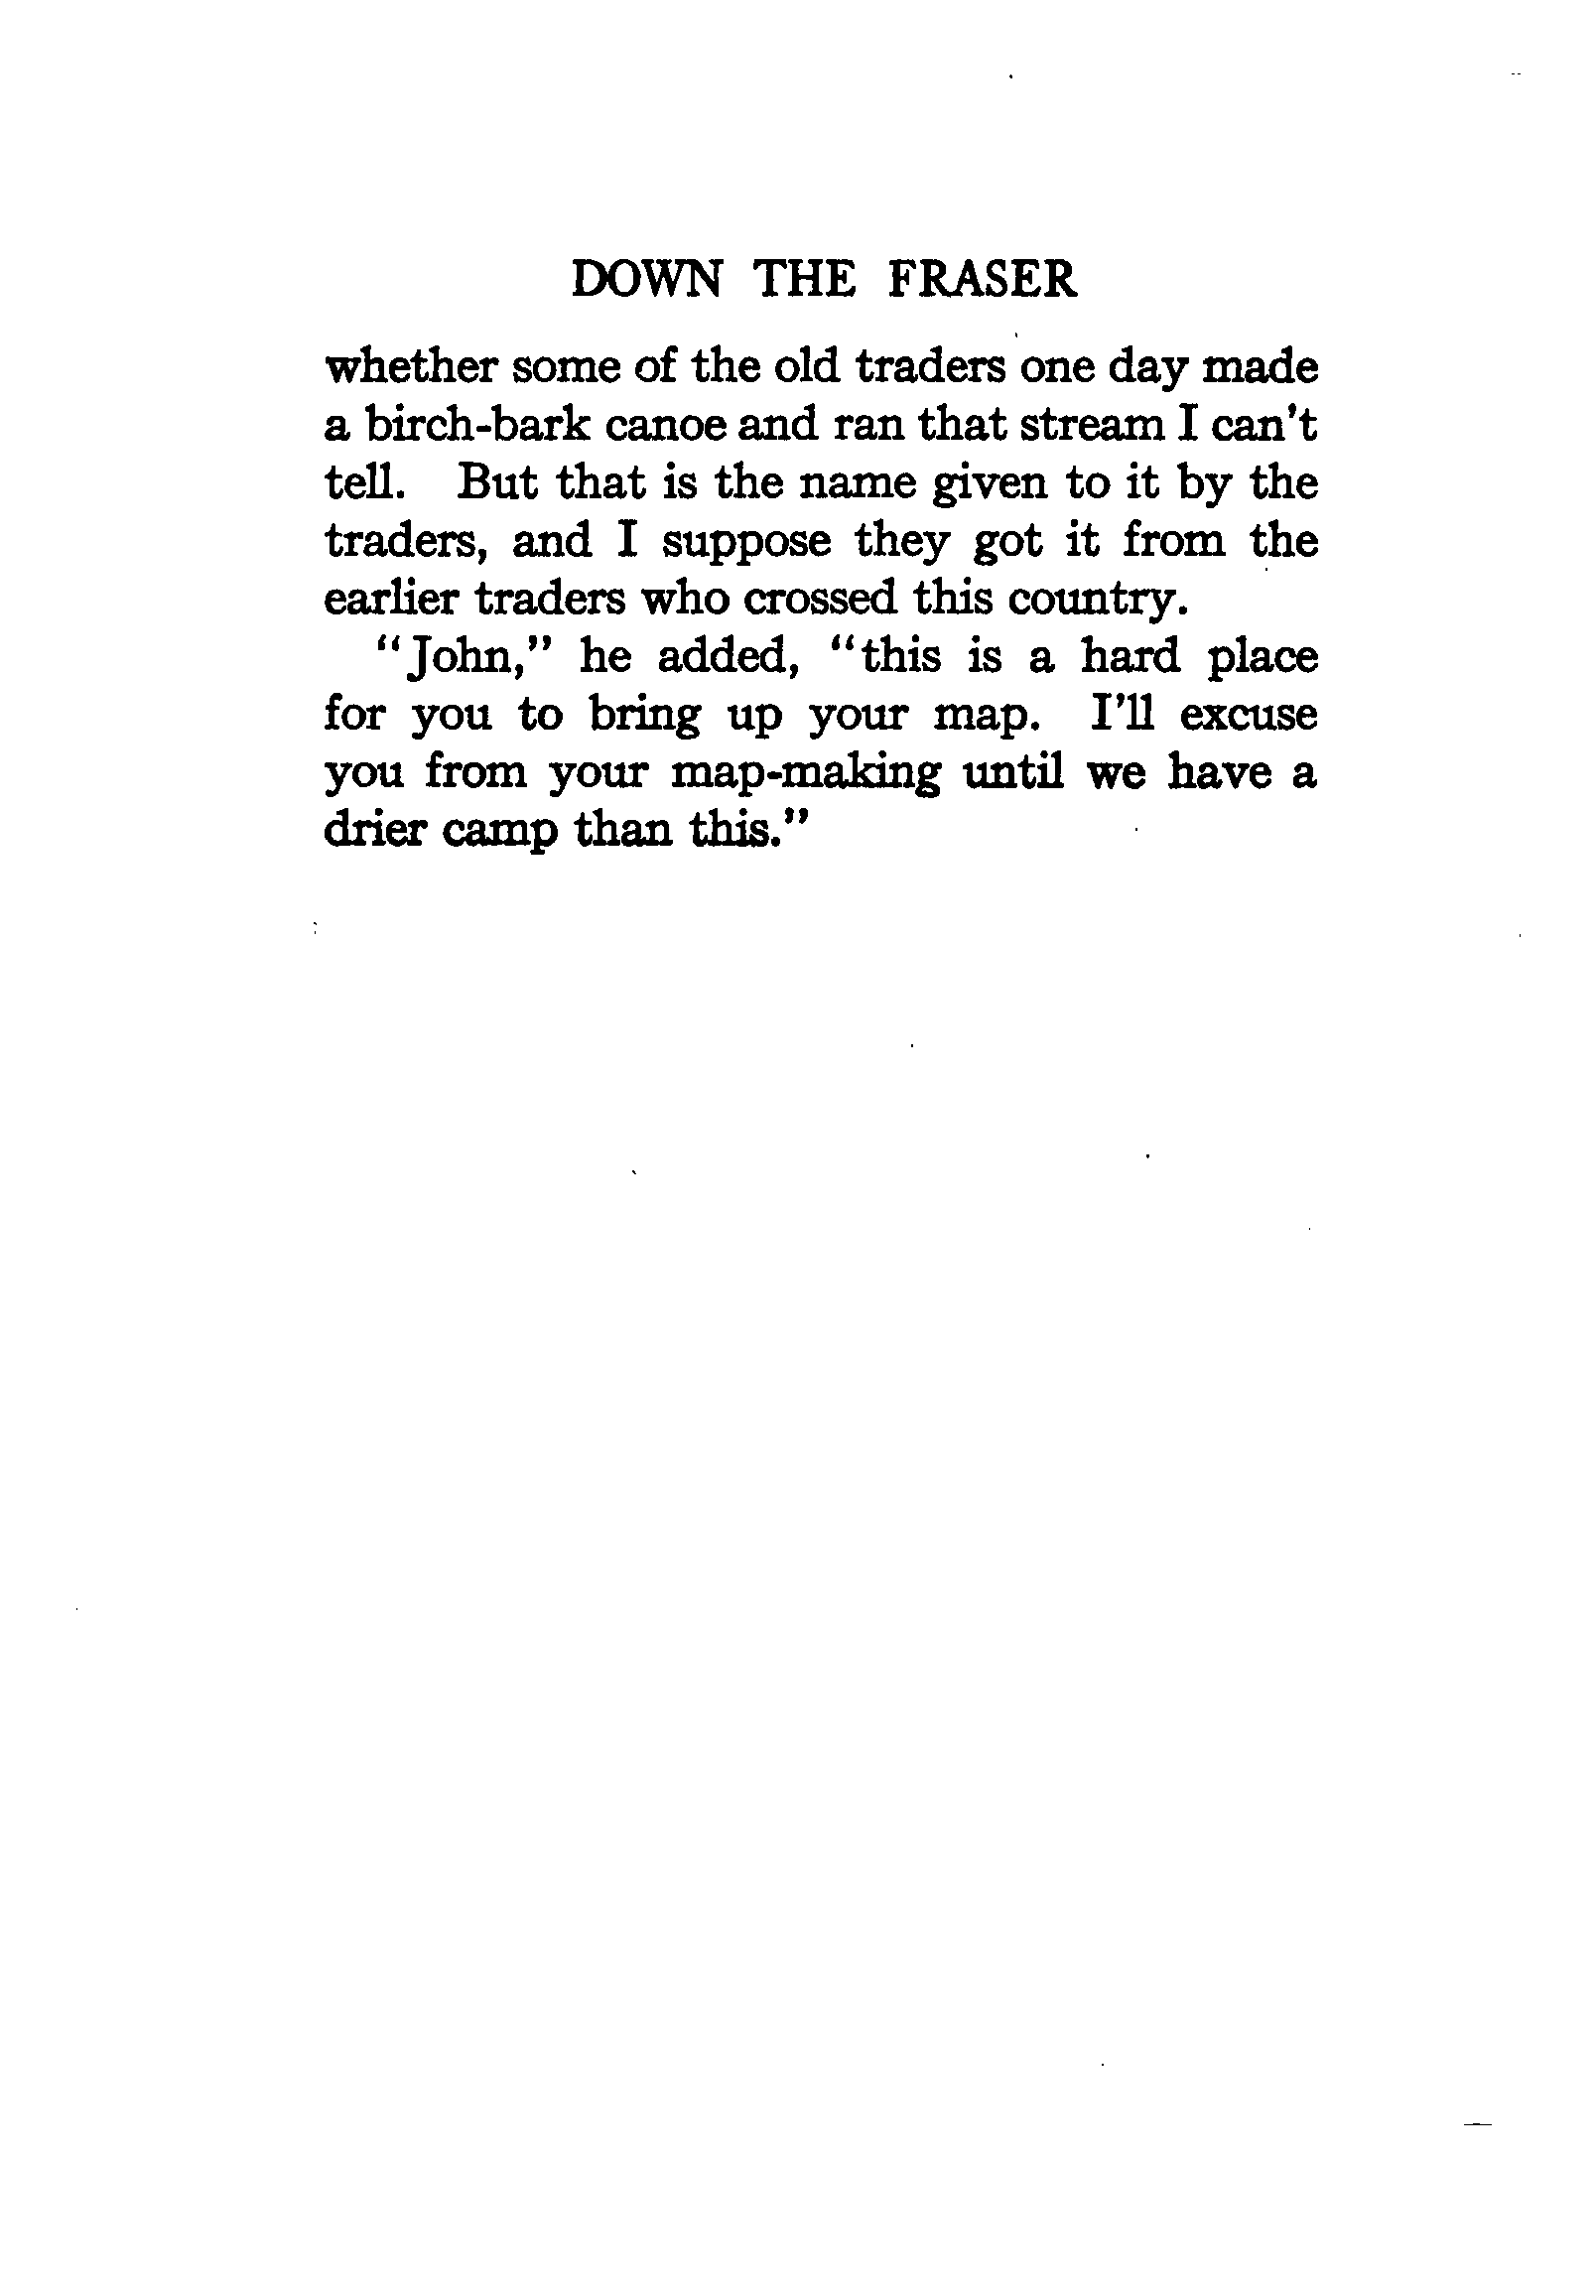 DOWN THE FRASER
whether some of the old traders one day made
a birch-bark canoe and ran that stream I can't
tell. But that is the name given to it by the
traders, and I suppose they got it from the
earlier traders who crossed this country.
"John," he added, "this is a hard place
for you to bring up your map. I'll excuse
you from your map-making until we have a
drier camp than this."